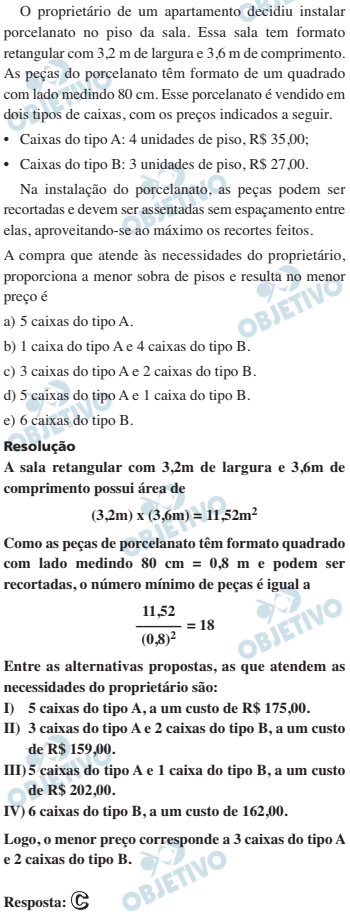 O proprietário de um apartamento decidiu instalar
porcelanato no piso da sala. Essa sala tem formato
retangular com 3,2 m de largura e 3,6 m de comprimento.
As peças do porcelanato têm formato de um quadrado
com lado medindo 80 cm. Esse porcelanato é vendido em
dois tipos de caixas, com os preços indicados a seguir.
• Caixas do tipo A: 4 unidades de piso, R$ 35,00;
• Caixas do tipo B: 3 unidades de piso, R$ 27,00.
Na instalação do porcelanato, as peças podem ser
recortadas e devem ser assentadas sem espaçamento entre
elas, aproveitando-se ao máximo os recortes feitos.
A compra que atende às necessidades do proprietário,
proporciona a menor sobra de pisos e resulta no menor
preço é
a) 5 caixas do tipo A.
b) 1 caixa do tipo A e 4 caixas do tipo B.
c) 3 caixas do tipo A e 2 caixas do tipo B.
d) 5 caixas do tipo A e 1 caixa do tipo B.
e) 6 caixas do tipo B.
Resolução
A sala retangular com 3,2m de largura e 3,6m de
comprimento possui área de
(3,2m) x (3,6m) = 11,52m²
Como as peças de porcelanato têm formato quadrado
com lado medindo 80 cm = 0,8 m e podem ser
recortadas, o número mínimo de peças é igual a
11,52
——— = 18
(0,8)²
Entre as alternativas propostas, as que atendem as
necessidades do proprietário são:
I) 5 caixas do tipo A, a um custo de R$ 175,00.
II) 3 caixas do tipo A e 2 caixas do tipo B, a um custo
de R$ 159,00.
III) 5 caixas do tipo A e 1 caixa do tipo B, a um custo
de R$ 202,00.
IV) 6 caixas do tipo B, a um custo de 162,00.
Logo, o menor preço corresponde a 3 caixas do tipo A
e 2 caixas do tipo B.
Resposta: C
OBJETIVO
OBJETIVO
OBJETIVO
OBJETIVO
OBJETIVO
OBJETIVO
OBJETIVO
OBJETIVO